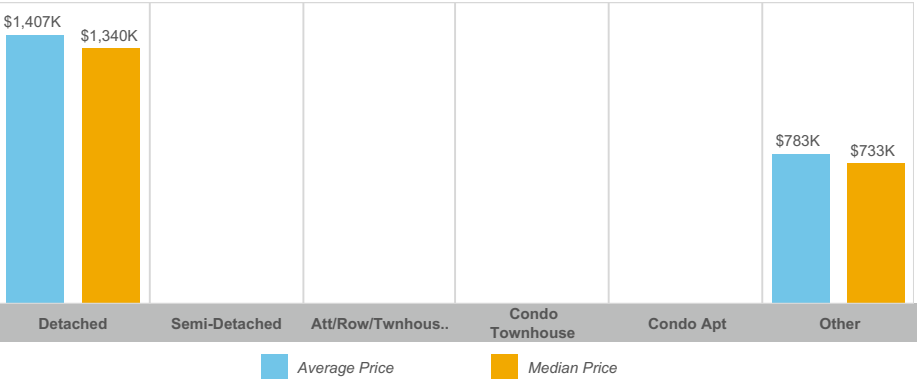 $1,407K
$1,340K
$783K
$733K
Detached
Semi-Detached
Att/Row/Twnhous..
Condo
Townhouse
Condo Apt
Other
Average Price
Median Price